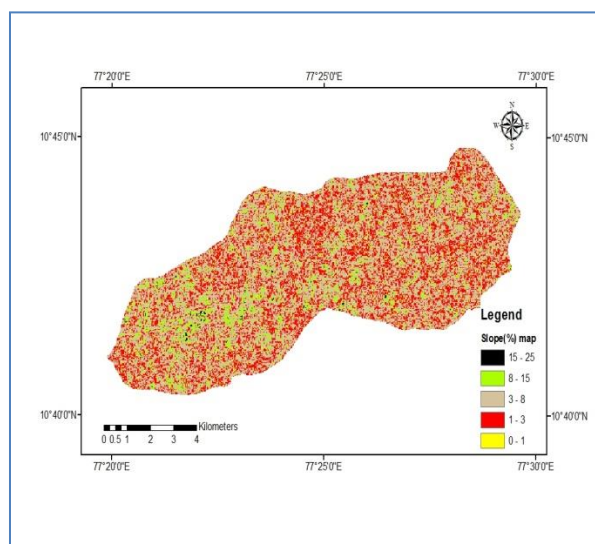 77°20'0"E 77°25'0"E 77°30'0"E
N
W E
S
10°45'0"N 10°45'0"N
Legend
Slope(%) map
15 - 25
8 - 15
3 - 8
1 - 3
0 - 1
10°40'0"N 10°40'0"N
Kilometers
0 0.5 1 2 3 4
77°20'0"E 77°25'0"E 77°30'0"E